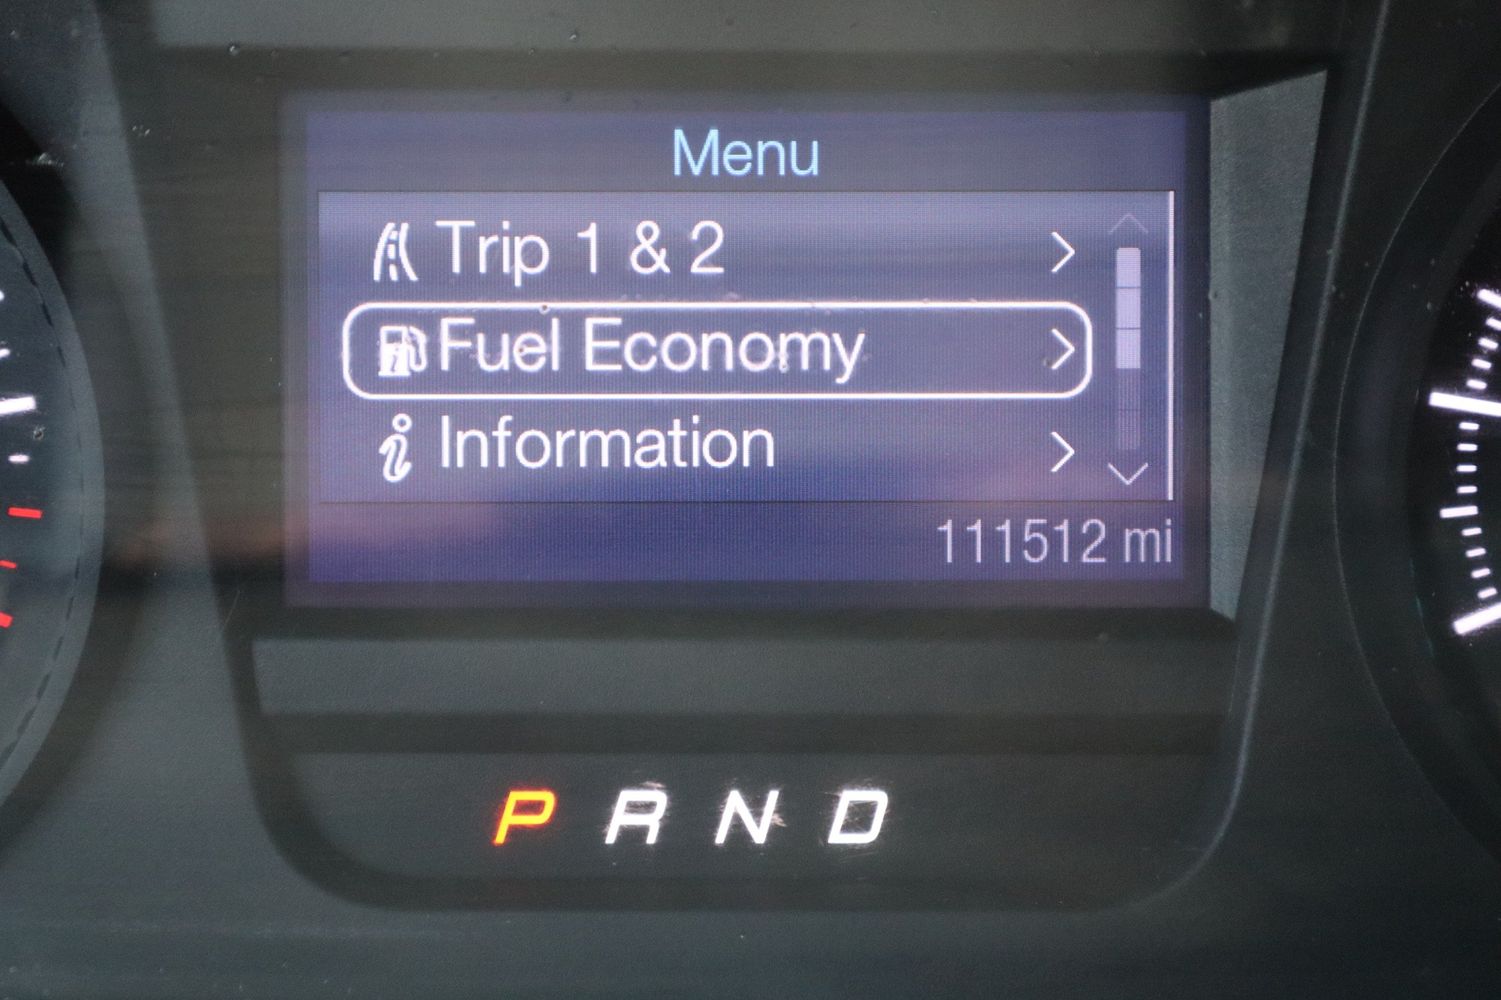 Menu
Trip 1 & 2
Fuel Economy
Information
111512 mi
P R N D